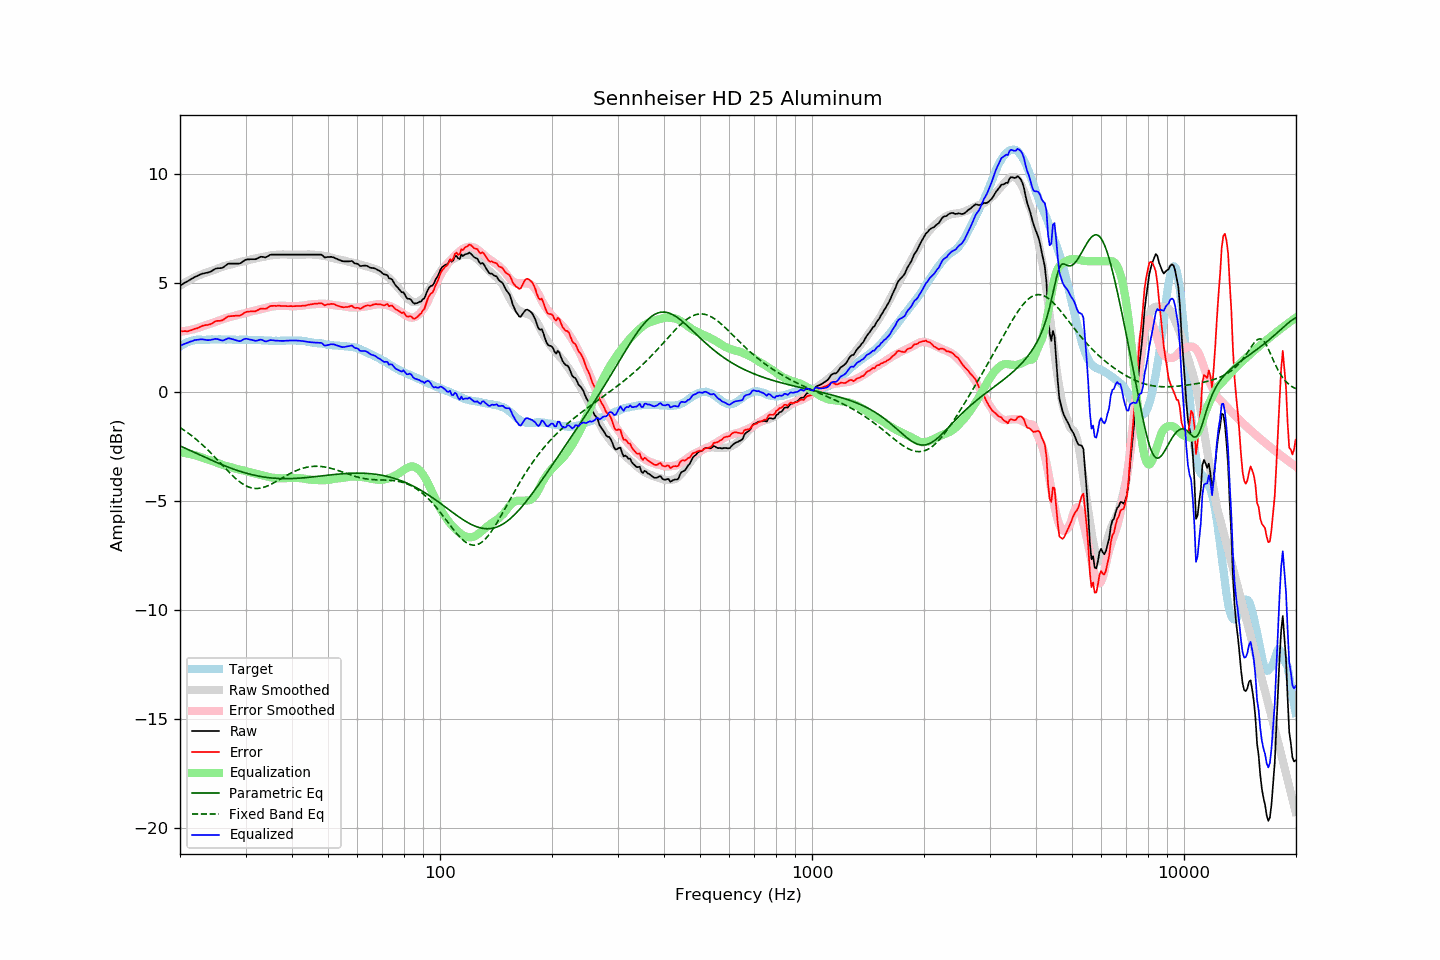 Sennheiser HD 25 Aluminum
10
5
0
−5
−10
−15
−20
Amplitude (dBr)
Target
Raw Smoothed
Error Smoothed
Raw
Error
Equalization
Parametric Eq
Fixed Band Eq
Equalized
100
1000
10000
Frequency (Hz)